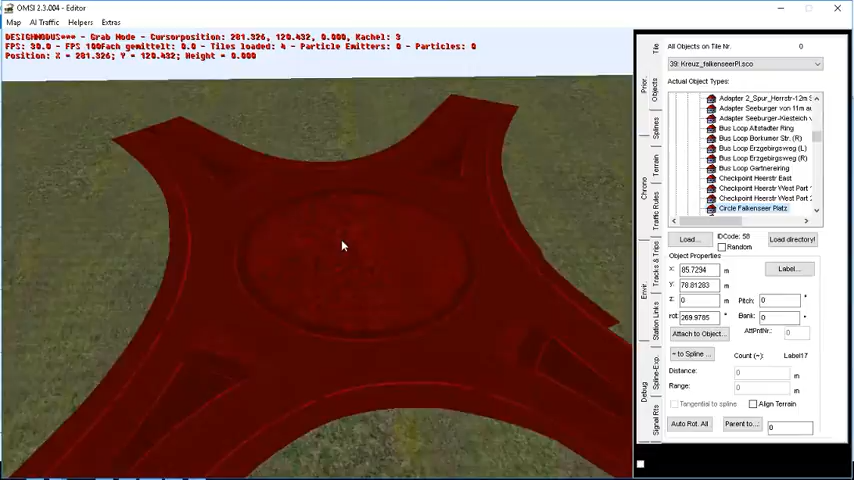 OMSI 2.3.004 - Editor
Map AI Traffic Helpers Extras
DESIGNMODUS*** - Grab Mode - Cursorposition: 281.326, 120.432, 0.000, Kachel: 3
FPS: 30.0 - FPS 100Fach gemittelt: 0.0 - Tiles loaded: 4 - Particle Emitters: 0 - Particles: 0
Position: X = 281.326; Y = 120.432; Height = 0.000
Tile
Objects
Splines
Terrain
Traffic Rules
Tracks & Trips
Station Links
Spline-Exp.
Signal Rts
Prior.
Chrono
Envir.
Debug
All Objects on Tile Nr. 0
39: Kreuz_falkenseerPl.sco
Actual Object Types:
Adapter 2_Spur_Herrstr-12m S
Adapter Seeburger von 11m a
Adapter Seeburger-Kiesteich v
Bus Loop Altstadter Ring
Bus Loop Borkumer Str. (R)
Bus Loop Erzgebirgsweg (L)
Bus Loop Erzgebirgsweg (R)
Bus Loop Gartnereiring
Checkpoint Heerstr East
Checkpoint Heerstr West Part
Checkpoint Heerstr West Part
Circle Falkenseer Platz
Load... IDCode: 58 Load directory!
Random
Object Properties
x: 85.7294 m Label...
y: 78.81283 m
z: 0 m Pitch: 0 °
rot: 269.9785 ° Bank: 0 °
Attach to Object... AttPntNr.: 0
~ to Spline ... Count (~): Label17
Distance: 0 m
Range: 0 m
Tangential to spline Align Terrain
Auto Rot. All Parent to...: 0